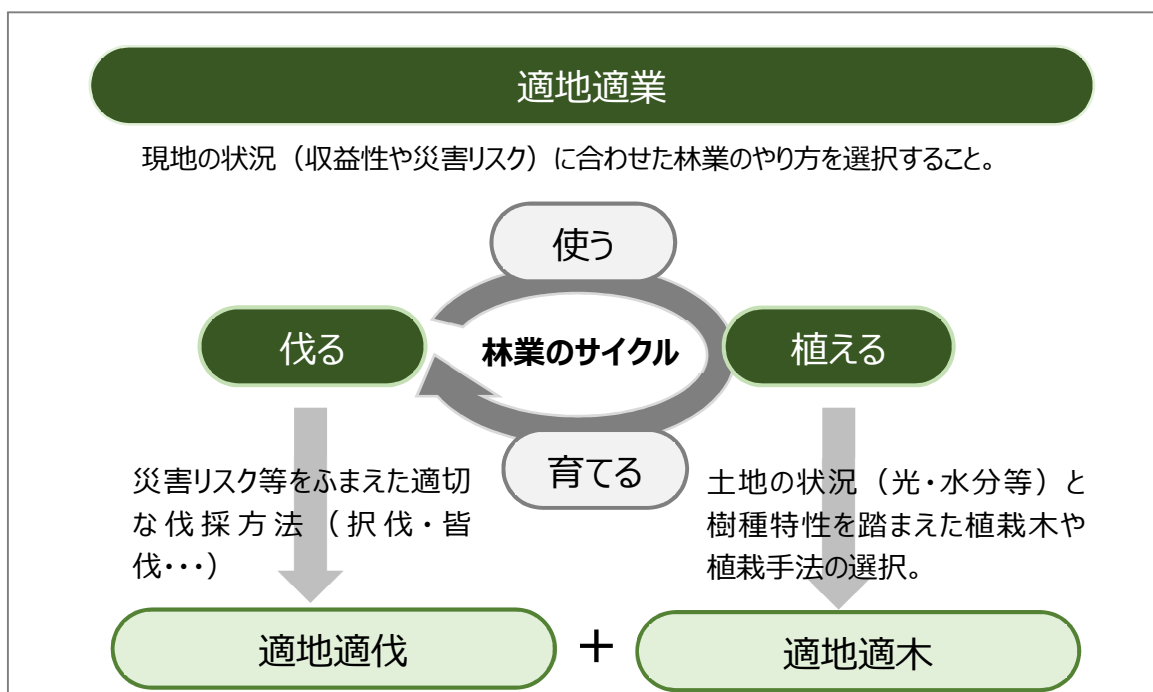 適地適業
現地の状況（収益性や災害リスク）に合わせた林業のやり方を選択すること。
使う
伐る
林業のサイクル
植える
育てる
災害リスク等をふまえた適切
な伐採方法（択伐・皆
伐・・・）
土地の状況（光・水分等）と
樹種特性を踏まえた植栽木や
植栽手法の選択。
適地適伐
＋
適地適木